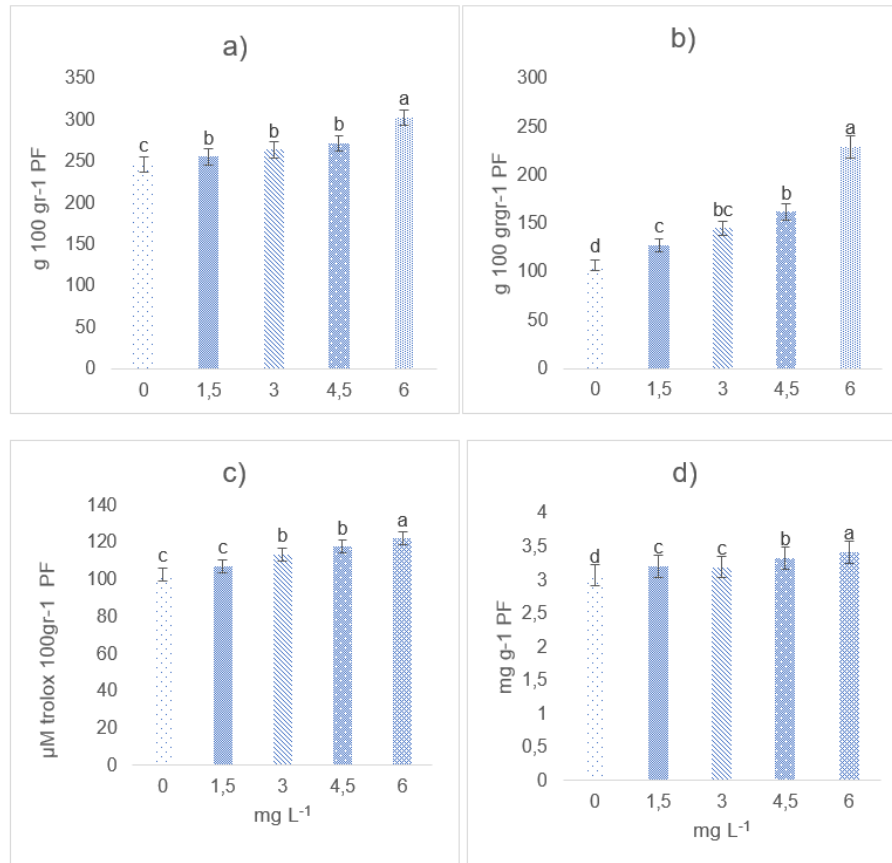 a)
350
300
250
200
150
100
50
0
g 100 gr-1 PF
c
b
b
b
a
0 1,5 3 4,5 6
b)
300
250
200
150
100
50
0
g 100 grgr-1 PF
d
c
bc
b
a
0 1,5 3 4,5 6
c)
140
120
100
80
60
40
20
0
µM trolox 100gr-1 PF
c
c
b
b
a
0 1,5 3 4,5 6
mg L-1
d)
4
3,5
3
2,5
2
1,5
1
0,5
0
mg g-1 PF
d
c
c
b
a
0 1,5 3 4,5 6
mg L-1